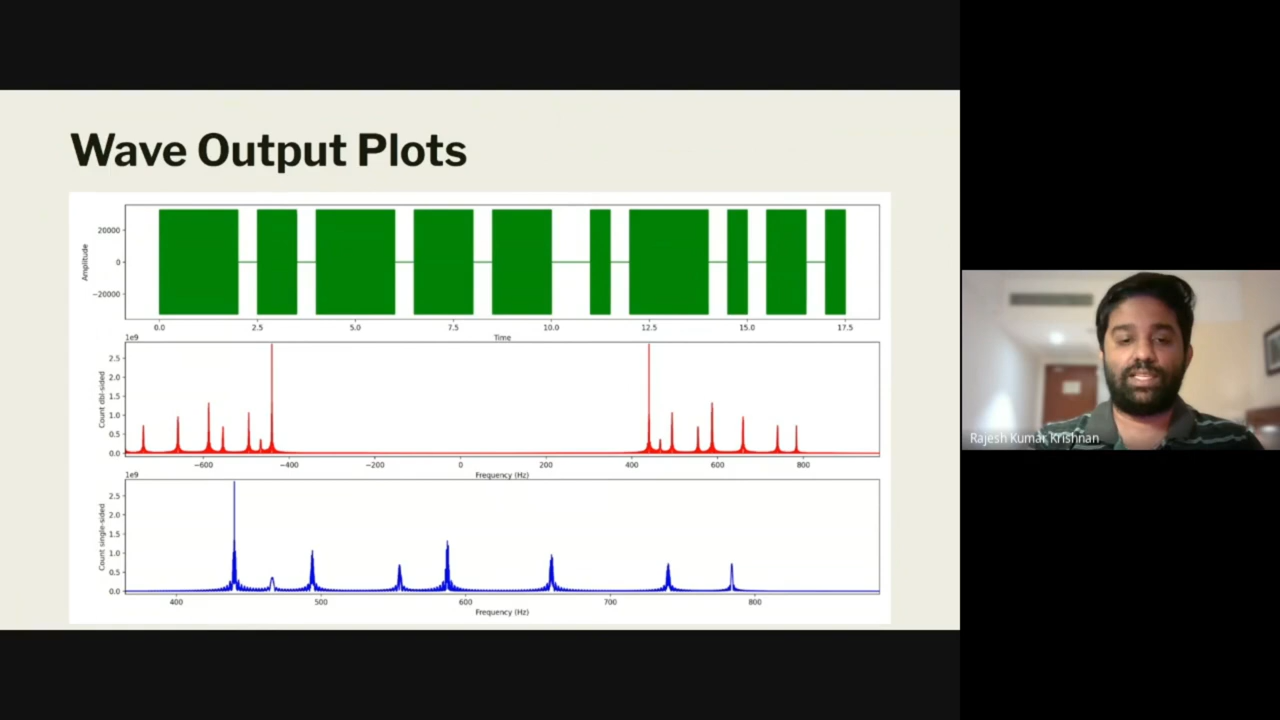 Wave Output Plots
20000
0
−20000
Amplitude
0.0 2.5 5.0 7.5 10.0 12.5 15.0 17.5
Time
1e9
2.5
2.0
1.5
1.0
0.5
0.0
Count dbl-sided
−600 −400 −200 0 200 400 600 800
Frequency (Hz)
1e9
2.5
2.0
1.5
1.0
0.5
0.0
Count single-sided
400 500 600 700 800
Frequency (Hz)
Rajesh Kumar Krishnan